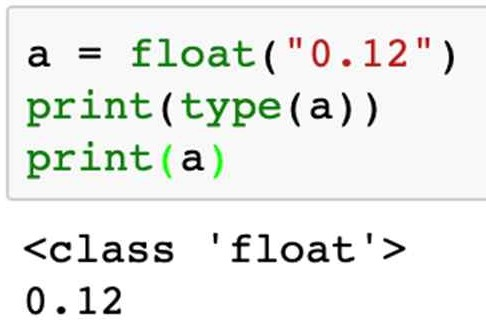 a = float("0.12")
print(type(a))
print(a)
<class 'float'>
0.12